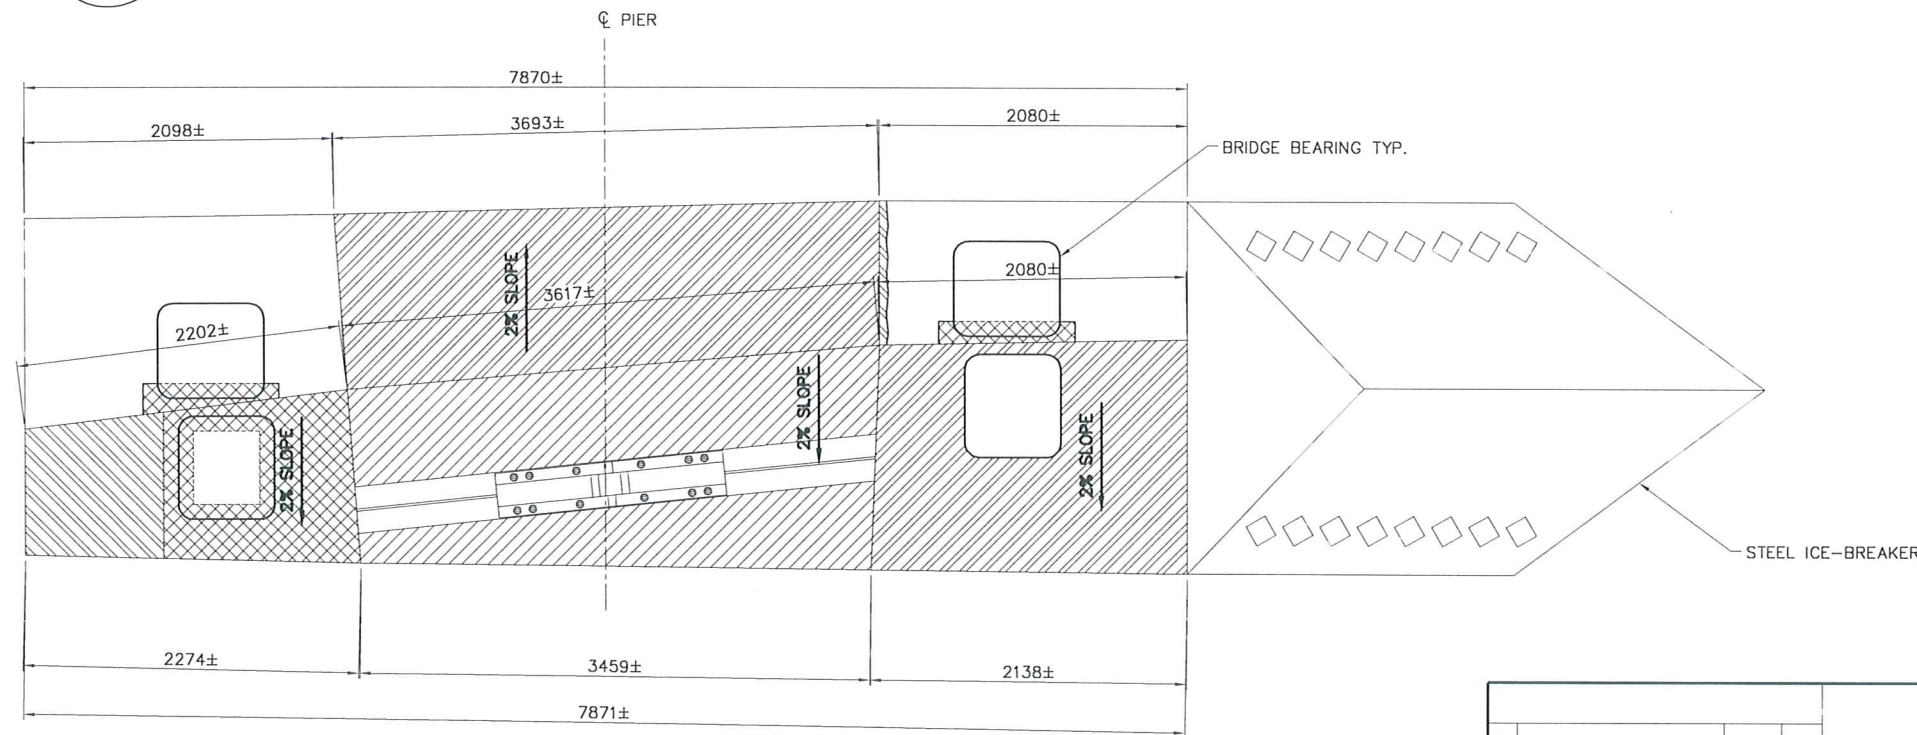 ℄ PIER
7870±
2098±
3693±
2080±
BRIDGE BEARING TYP.
2% SLOPE
3617±
2080±
2202±
2% SLOPE
2% SLOPE
2% SLOPE
STEEL ICE-BREAKER
2274±
3459±
2138±
7871±